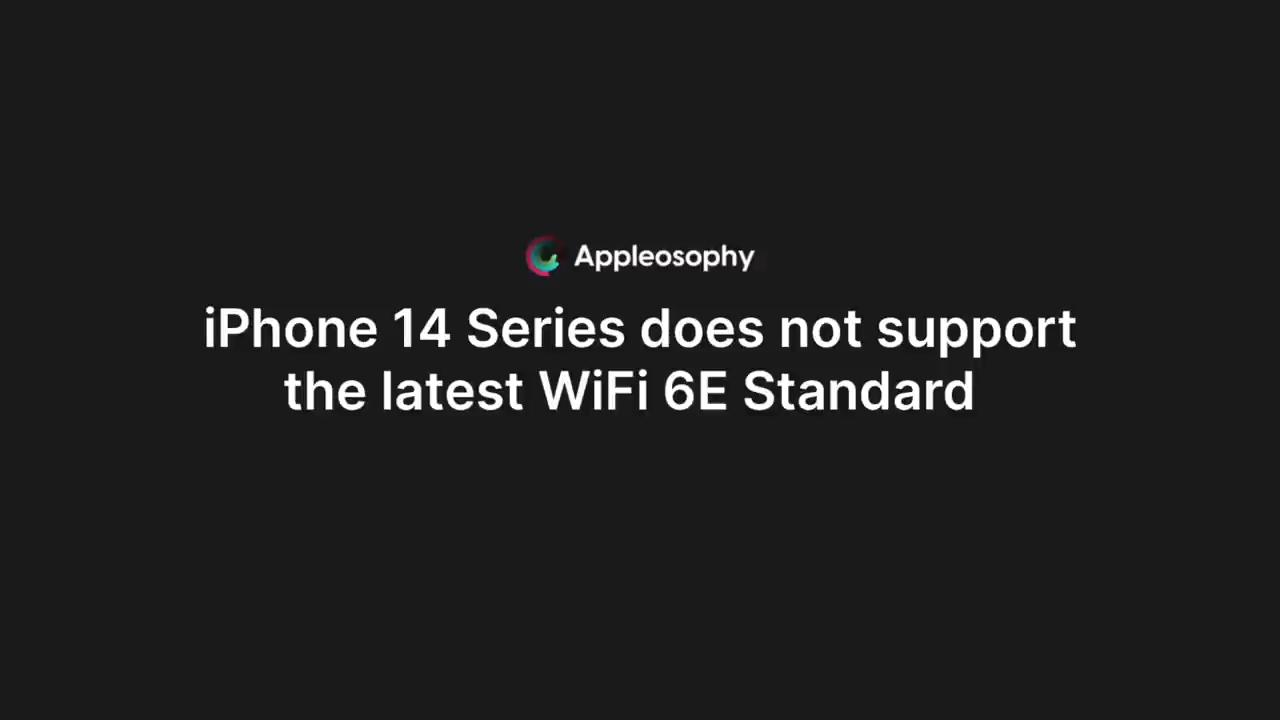 Appleosophy
iPhone 14 Series does not support
the latest WiFi 6E Standard